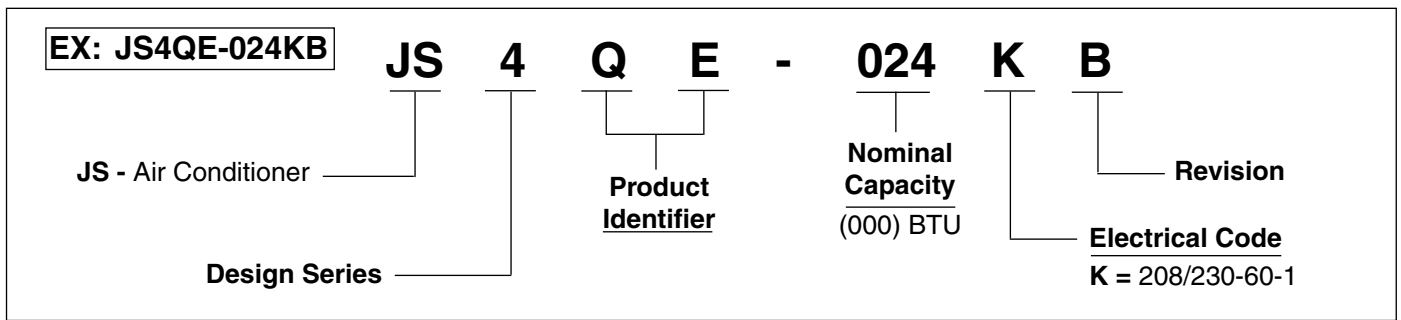 EX: JS4QE-024KB
JS 4 Q E - 024 K B
JS - Air Conditioner
Design Series
Product
Identifier
Nominal
Capacity
(000) BTU
Revision
Electrical Code
K = 208/230-60-1